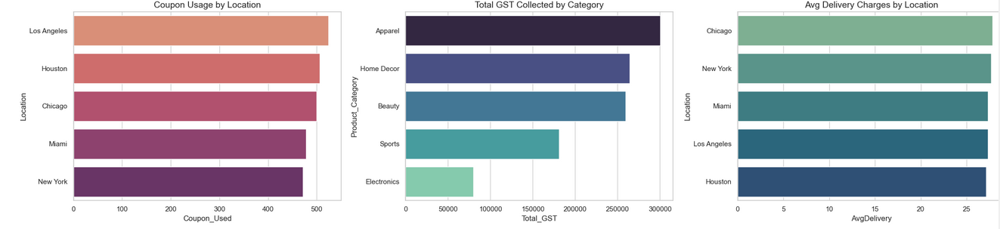 Coupon Usage by Location
Location
Los Angeles
Houston
Chicago
Miami
New York
0 100 200 300 400 500
Coupon_Used
Total GST Collected by Category
Product_Category
Apparel
Home Decor
Beauty
Sports
Electronics
0 50000 100000 150000 200000 250000 300000
Total_GST
Avg Delivery Charges by Location
Location
Chicago
New York
Miami
Los Angeles
Houston
0 5 10 15 20 25
AvgDelivery